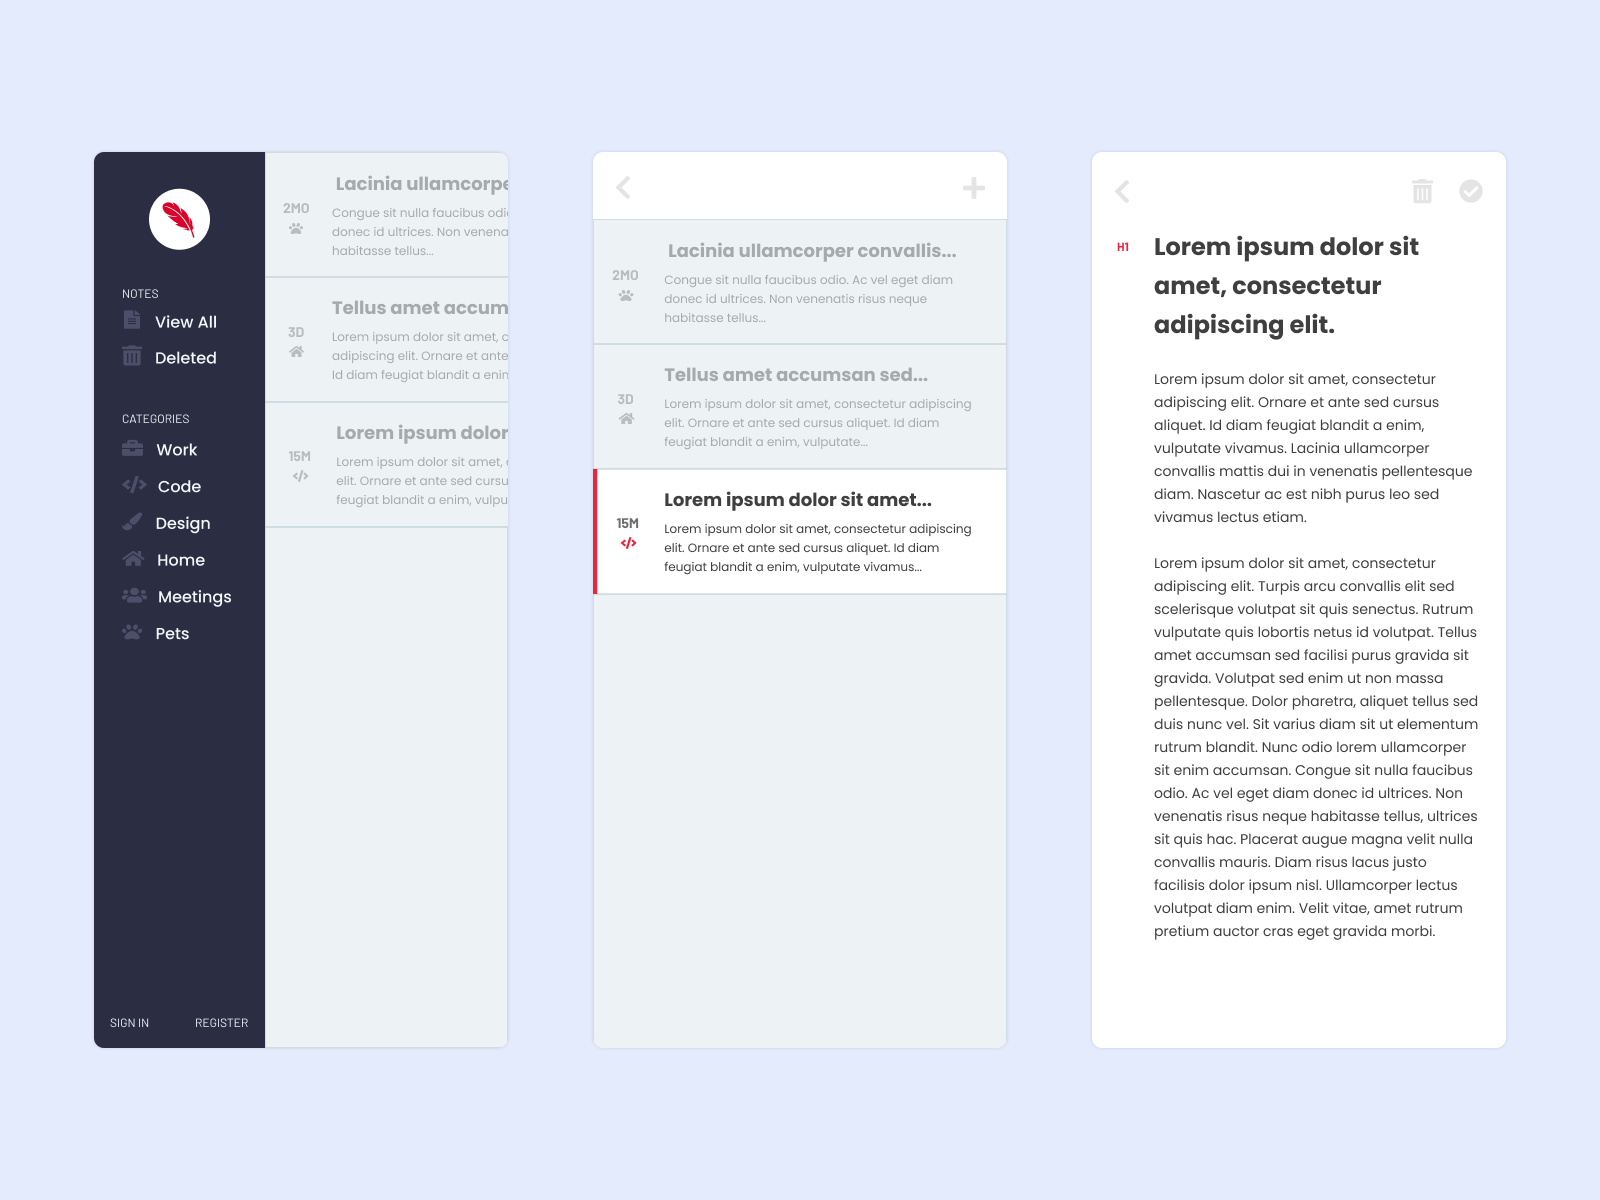 NOTES
View All
Deleted
CATEGORIES
Work
Code
Design
Home
Meetings
Pets
SIGN IN
REGISTER
Lacinia ullamcorpe
2MO
Congue sit nulla faucibus odi
donec id ultrices. Non venena
habitasse tellus...
Tellus amet accum
3D
Lorem ipsum dolor sit amet, c
adipiscing elit. Ornare et ante
Id diam feugiat blandit a enin
Lorem ipsum dolor
15M
Lorem ipsum dolor sit amet,
elit. Ornare et ante sed cursu
feugiat blandit a enim, vulpu
Lacinia ullamcorper convallis...
2MO
Congue sit nulla faucibus odio. Ac vel eget diam
donec id ultrices. Non venenatis risus neque
habitasse tellus...
Tellus amet accumsan sed...
3D
Lorem ipsum dolor sit amet, consectetur adipiscing
elit. Ornare et ante sed cursus aliquet. Id diam
feugiat blandit a enim, vulputate...
Lorem ipsum dolor sit amet...
15M
Lorem ipsum dolor sit amet, consectetur adipiscing
elit. Ornare et ante sed cursus aliquet. Id diam
feugiat blandit a enim, vulputate vivamus...
H1
Lorem ipsum dolor sit
amet, consectetur
adipiscing elit.
Lorem ipsum dolor sit amet, consectetur
adipiscing elit. Ornare et ante sed cursus
aliquet. Id diam feugiat blandit a enim,
vulputate vivamus. Lacinia ullamcorper
convallis mattis dui in venenatis pellentesque
diam. Nascetur ac est nibh purus leo sed
vivamus lectus etiam.
Lorem ipsum dolor sit amet, consectetur
adipiscing elit. Turpis arcu convallis elit sed
scelerisque volutpat sit quis senectus. Rutrum
vulputate quis lobortis netus id volutpat. Tellus
amet accumsan sed facilisi purus gravida sit
gravida. Volutpat sed enim ut non massa
pellentesque. Dolor pharetra, aliquet tellus sed
duis nunc vel. Sit varius diam sit ut elementum
rutrum blandit. Nunc odio lorem ullamcorper
sit enim accumsan. Congue sit nulla faucibus
odio. Ac vel eget diam donec id ultrices. Non
venenatis risus neque habitasse tellus, ultrices
sit quis hac. Placerat augue magna velit nulla
convallis mauris. Diam risus lacus justo
facilisis dolor ipsum nisl. Ullamcorper lectus
volutpat diam enim. Velit vitae, amet rutrum
pretium auctor cras eget gravida morbi.